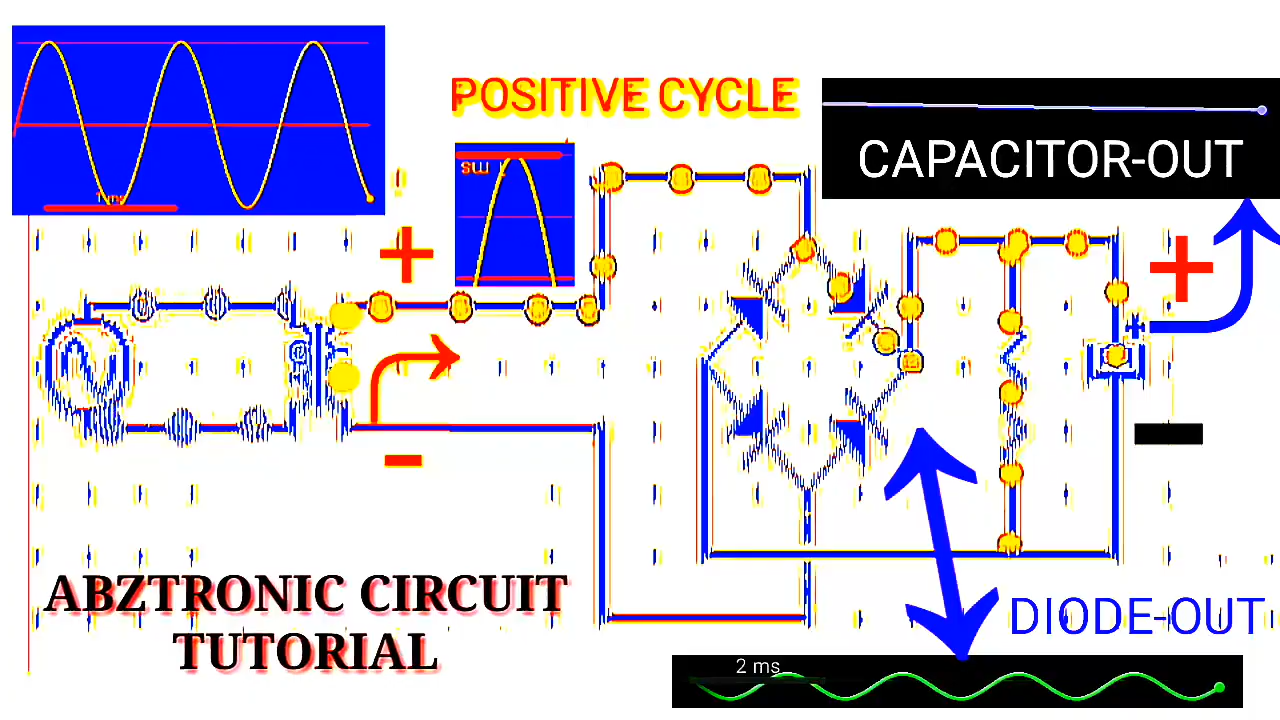 POSITIVE CYCLE
CAPACITOR-OUT
+
+
-
-
ABZTRONIC CIRCUIT
TUTORIAL
DIODE-OUT
2 ms